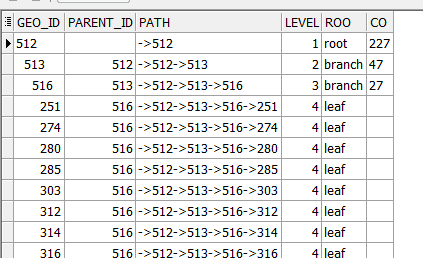 GEO_ID PARENT_ID PATH LEVEL ROO CO
512 ->512 1 root 227
513 512 ->512->513 2 branch 47
516 513 ->512->513->516 3 branch 27
251 516 ->512->513->516->251 4 leaf
274 516 ->512->513->516->274 4 leaf
280 516 ->512->513->516->280 4 leaf
285 516 ->512->513->516->285 4 leaf
303 516 ->512->513->516->303 4 leaf
312 516 ->512->513->516->312 4 leaf
314 516 ->512->513->516->314 4 leaf
316 516 ->512->513->516->316 4 leaf